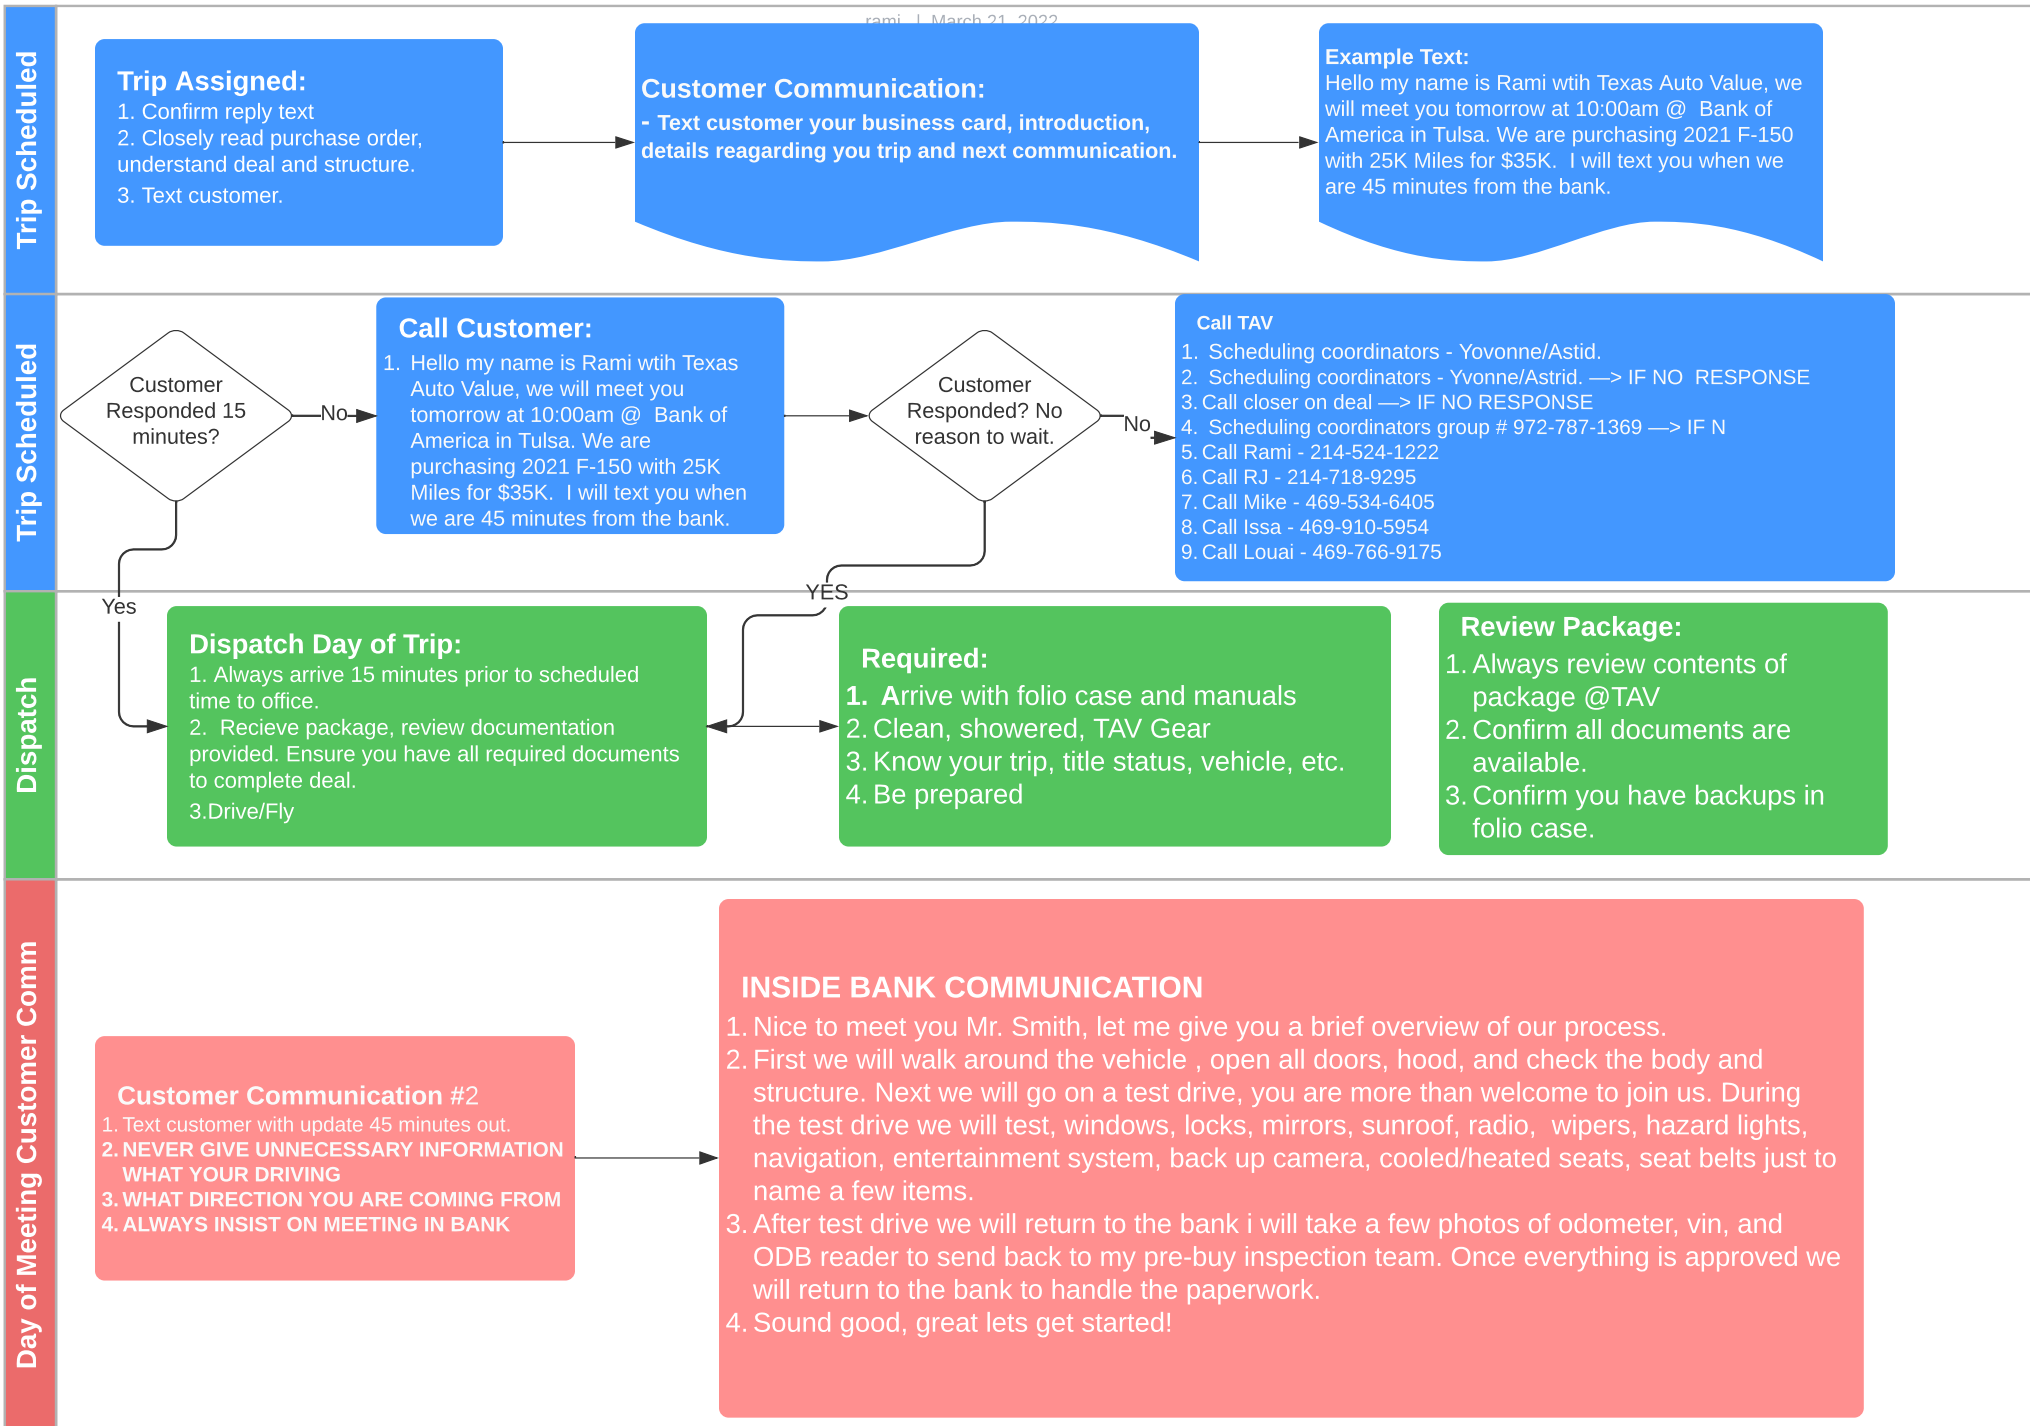 rami | March 21, 2022
Trip Scheduled
Trip Assigned:
1. Confirm reply text
2. Closely read purchase order,
understand deal and structure.
3. Text customer.
Customer Communication:
- Text customer your business card, introduction,
details reagarding you trip and next communication.
Example Text:
Hello my name is Rami wtih Texas Auto Value, we
will meet you tomorrow at 10:00am @ Bank of
America in Tulsa. We are purchasing 2021 F-150
with 25K Miles for $35K. I will text you when we
are 45 minutes from the bank.
Trip Scheduled
Customer
Responded 15
minutes?
No
Call Customer:
1. Hello my name is Rami wtih Texas
Auto Value, we will meet you
tomorrow at 10:00am @ Bank of
America in Tulsa. We are
purchasing 2021 F-150 with 25K
Miles for $35K. I will text you when
we are 45 minutes from the bank.
Customer
Responded? No
reason to wait.
No
Call TAV
1. Scheduling coordinators - Yovonne/Astid.
2. Scheduling coordinators - Yvonne/Astrid. —> IF NO RESPONSE
3. Call closer on deal —> IF NO RESPONSE
4. Scheduling coordinators group # 972-787-1369 —> IF N
5. Call Rami - 214-524-1222
6. Call RJ - 214-718-9295
7. Call Mike - 469-534-6405
8. Call Issa - 469-910-5954
9. Call Louai - 469-766-9175
Yes
YES
Dispatch
Dispatch Day of Trip:
1. Always arrive 15 minutes prior to scheduled
time to office.
2. Recieve package, review documentation
provided. Ensure you have all required documents
to complete deal.
3.Drive/Fly
Required:
1. Arrive with folio case and manuals
2. Clean, showered, TAV Gear
3. Know your trip, title status, vehicle, etc.
4. Be prepared
Review Package:
1. Always review contents of
package @TAV
2. Confirm all documents are
available.
3. Confirm you have backups in
folio case.
Day of Meeting Customer Comm
Customer Communication #2
1. Text customer with update 45 minutes out.
2. NEVER GIVE UNNECESSARY INFORMATION
WHAT YOUR DRIVING
3. WHAT DIRECTION YOU ARE COMING FROM
4. ALWAYS INSIST ON MEETING IN BANK
INSIDE BANK COMMUNICATION
1. Nice to meet you Mr. Smith, let me give you a brief overview of our process.
2. First we will walk around the vehicle , open all doors, hood, and check the body and
structure. Next we will go on a test drive, you are more than welcome to join us. During
the test drive we will test, windows, locks, mirrors, sunroof, radio, wipers, hazard lights,
navigation, entertainment system, back up camera, cooled/heated seats, seat belts just to
name a few items.
3. After test drive we will return to the bank i will take a few photos of odometer, vin, and
ODB reader to send back to my pre-buy inspection team. Once everything is approved we
will return to the bank to handle the paperwork.
4. Sound good, great lets get started!